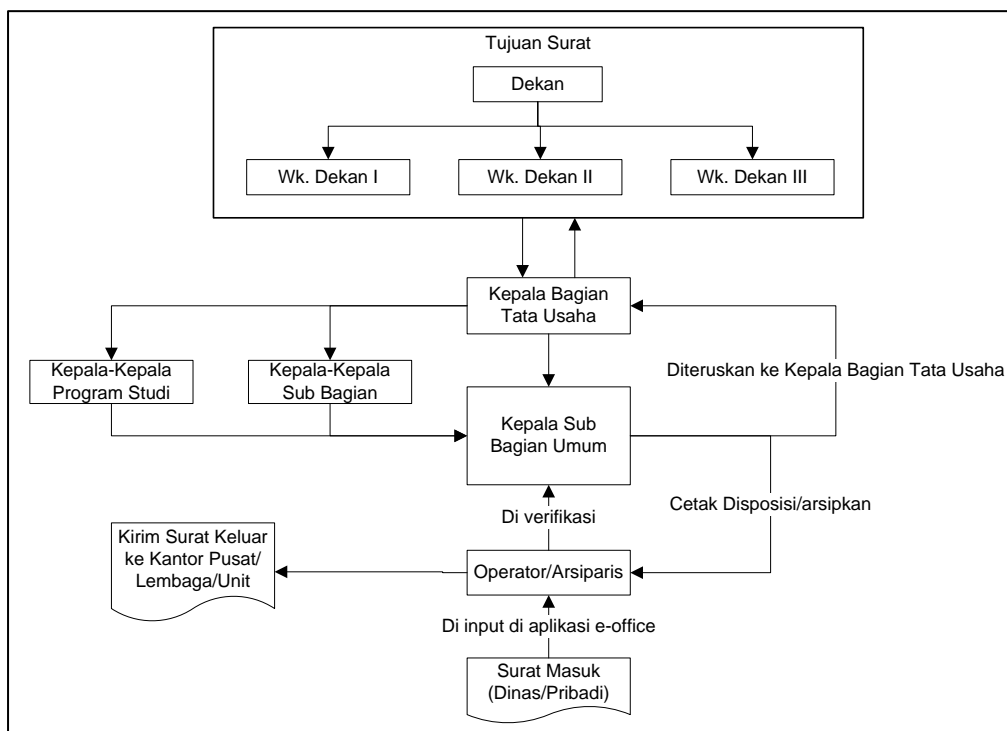 Tujuan Surat
Dekan
Wk. Dekan I
Wk. Dekan II
Wk. Dekan III
Kepala Bagian
Tata Usaha
Kepala-Kepala
Program Studi
Kepala-Kepala
Sub Bagian
Diteruskan ke Kepala Bagian Tata Usaha
Kepala Sub
Bagian Umum
Cetak Disposisi/arsipkan
Di verifikasi
Kirim Surat Keluar
ke Kantor Pusat/
Lembaga/Unit
Operator/Arsiparis
Di input di aplikasi e-office
Surat Masuk
(Dinas/Pribadi)